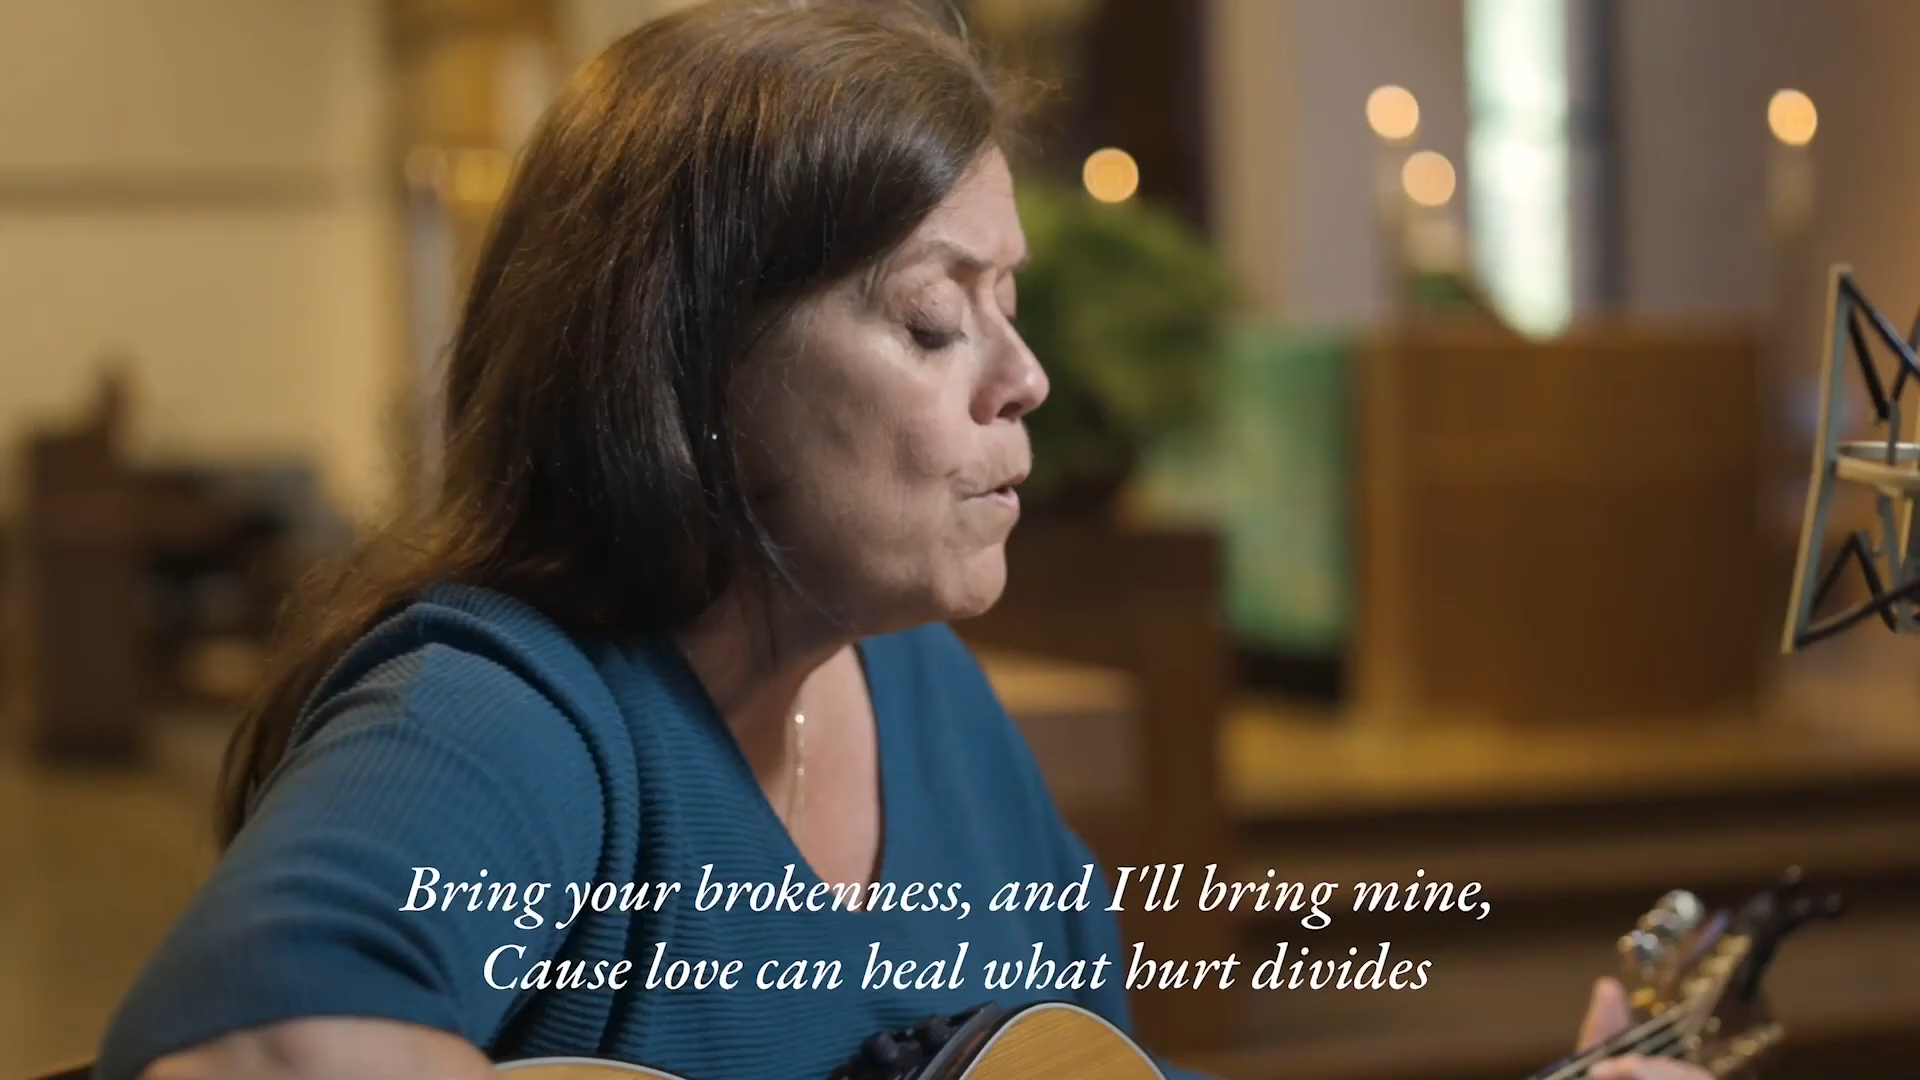 Bring your brokenness, and I'll bring mine,
Cause love can heal what hurt divides